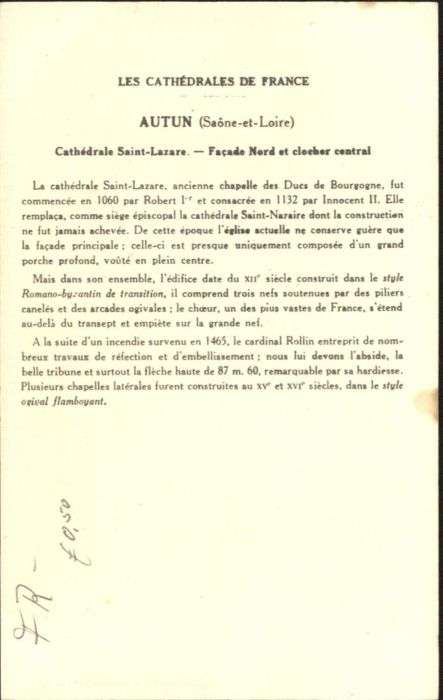 LES CATHÉDRALES DE FRANCE
AUTUN (Saône-et-Loire)
Cathédrale Saint-Lazare. — Façade Nord et clocher central
La cathédrale Saint-Lazare, ancienne chapelle des Ducs de Bourgogne, fut
commencée en 1060 par Robert Iᵉʳ et consacrée en 1132 par Innocent II. Elle
remplaça, comme siège épiscopal la cathédrale Saint-Naraire dont la construction
ne fut jamais achevée. De cette époque l'église actuelle ne conserve guère que
la façade principale ; celle-ci est presque uniquement composée d'un grand
porche profond, voûté en plein centre.
Mais dans son ensemble, l'édifice date du XIIᵉ siècle construit dans le style
Romano-byzantin de transition, il comprend trois nefs soutenues par des piliers
canelés et des arcades ogivales ; le chœur, un des plus vastes de France, s'étend
au-delà du transept et empiète sur la grande nef.
A la suite d'un incendie survenu en 1465, le cardinal Rollin entreprit de nom-
breux travaux de réfection et d'embellissement ; nous lui devons l'abside, la
belle tribune et surtout la flèche haute de 87 m. 60, remarquable par sa hardiesse.
Plusieurs chapelles latérales furent construites au XVᵉ et XVIᵉ siècles, dans le style
ogival flamboyant.
FR —
£0,50